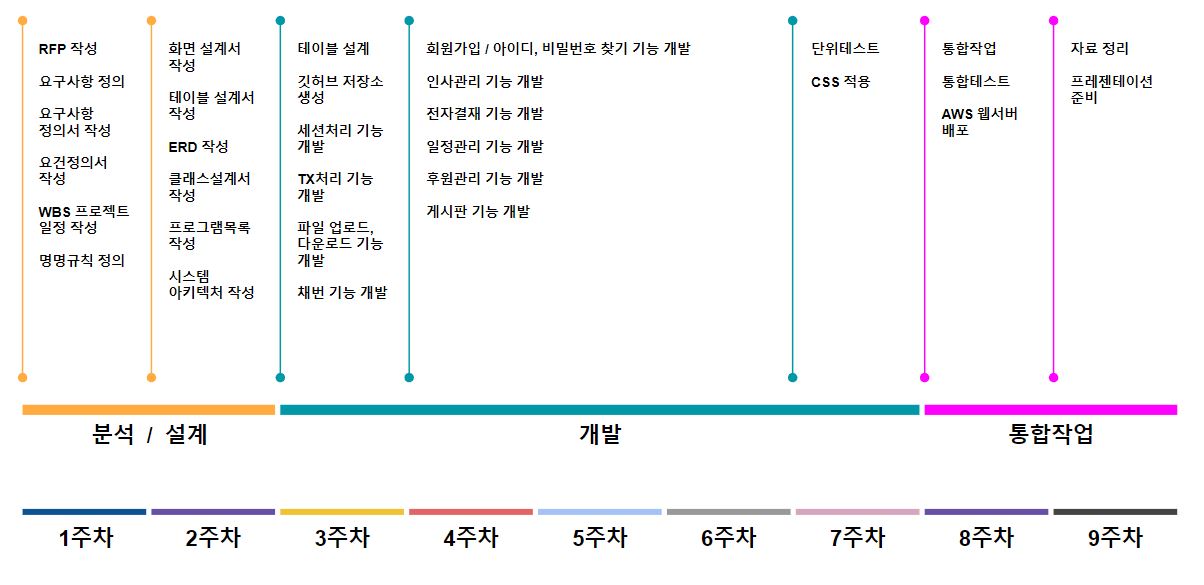 RFP 작성
요구사항 정의
요구사항
정의서 작성
요건정의서
작성
WBS 프로젝트
일정 작성
명명규칙 정의
화면 설계서
작성
테이블 설계서
작성
ERD 작성
클래스설계서
작성
프로그램목록
작성
시스템
아키텍처 작성
테이블 설계
깃허브 저장소
생성
세션처리 기능
개발
TX처리 기능
개발
파일 업로드,
다운로드 기능
개발
채번 기능 개발
회원가입 / 아이디, 비밀번호 찾기 기능 개발
인사관리 기능 개발
전자결재 기능 개발
일정관리 기능 개발
후원관리 기능 개발
게시판 기능 개발
단위테스트
CSS 적용
통합작업
통합테스트
AWS 웹서버
배포
자료 정리
프레젠테이션
준비
분석 / 설계
개발
통합작업
1주차
2주차
3주차
4주차
5주차
6주차
7주차
8주차
9주차